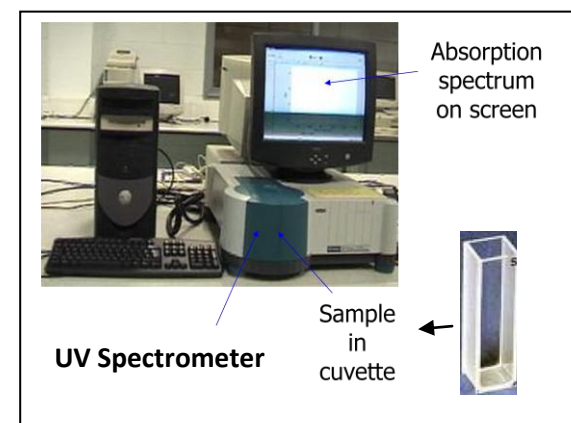 Absorption
spectrum
on screen
Sample
in
cuvette
UV Spectrometer